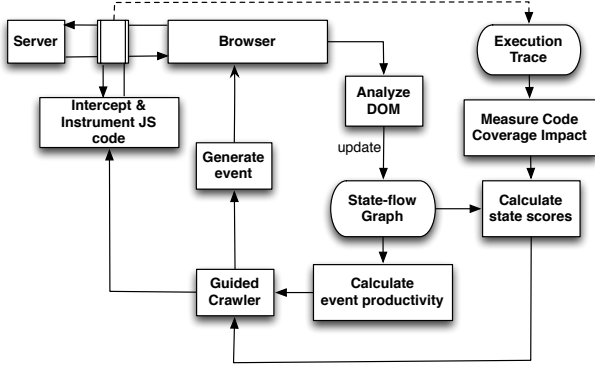 Server
Browser
Execution
Trace
Analyze
DOM
Intercept &
Instrument JS
code
Measure Code
Coverage Impact
update
Generate
event
State-flow
Graph
Calculate
state scores
Guided
Crawler
Calculate
event productivity